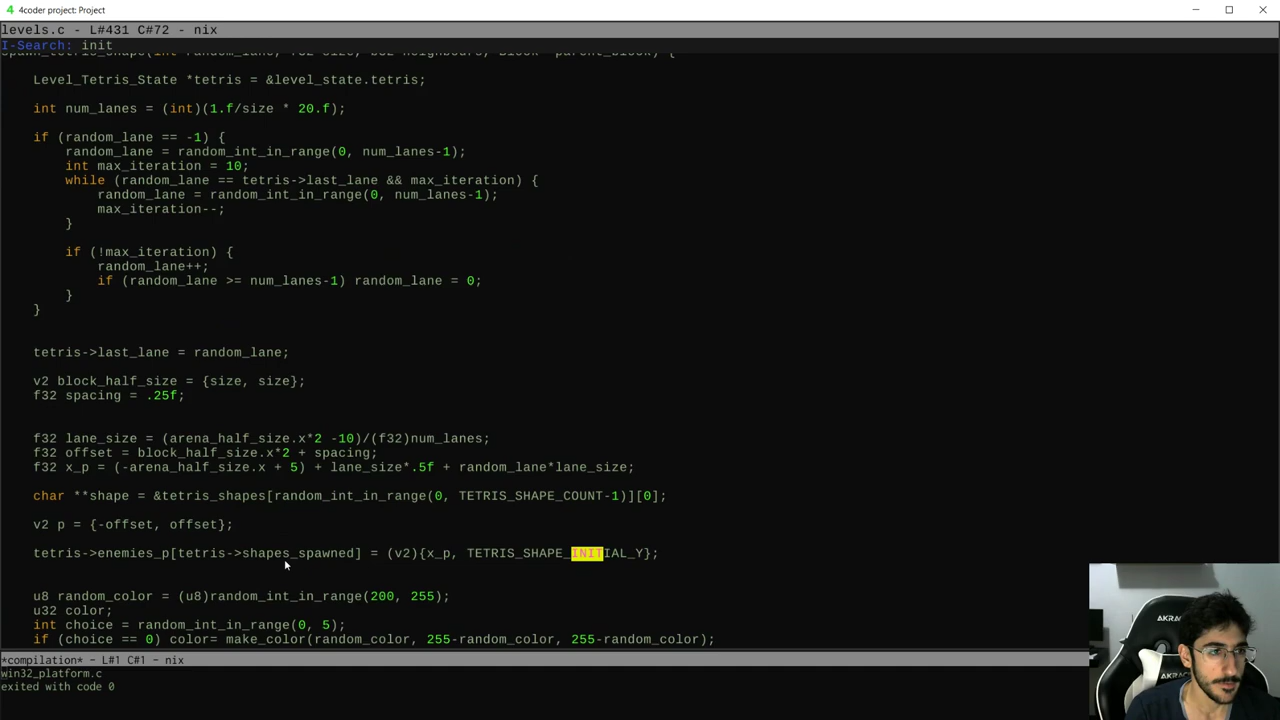 4coder project: Project
levels.c - L#431 C#72 - nix
I-Search: init
Level_Tetris_State *tetris = &level_state.tetris;
int num_lanes = (int)(1.f/size * 20.f);
if (random_lane == -1) {
random_lane = random_int_in_range(0, num_lanes-1);
int max_iteration = 10;
while (random_lane == tetris->last_lane && max_iteration) {
random_lane = random_int_in_range(0, num_lanes-1);
max_iteration--;
}
if (!max_iteration) {
random_lane++;
if (random_lane >= num_lanes-1) random_lane = 0;
}
}
tetris->last_lane = random_lane;
v2 block_half_size = {size, size};
f32 spacing = .25f;
f32 lane_size = (arena_half_size.x*2 -10)/(f32)num_lanes;
f32 offset = block_half_size.x*2 + spacing;
f32 x_p = (-arena_half_size.x + 5) + lane_size*.5f + random_lane*lane_size;
char **shape = &tetris_shapes[random_int_in_range(0, TETRIS_SHAPE_COUNT-1)][0];
v2 p = {-offset, offset};
tetris->enemies_p[tetris->shapes_spawned] = (v2){x_p, TETRIS_SHAPE_INITIAL_Y};
u8 random_color = (u8)random_int_in_range(200, 255);
u32 color;
int choice = random_int_in_range(0, 5);
if (choice == 0) color= make_color(random_color, 255-random_color, 255-random_color);
*compilation* - L#1 C#1 - nix
win32_platform.c
exited with code 0
AKRAC